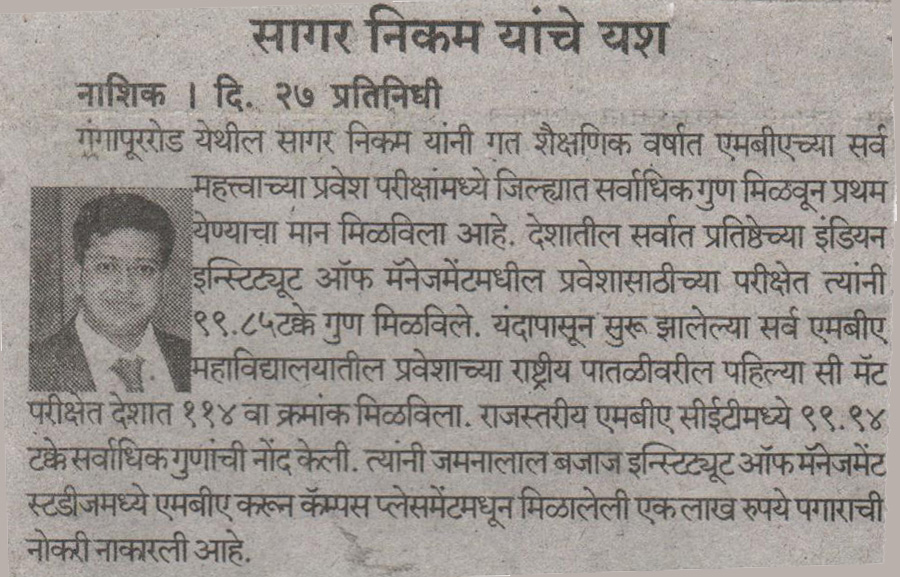 सागर निकम यांचे यश
नाशिक । दि. २७ प्रतिनिधी
गंगापूररोड येथील सागर निकम यांनी गत शैक्षणिक वर्षात एमबीएच्या सर्व
महत्त्वाच्या प्रवेश परीक्षांमध्ये जिल्ह्यात सर्वाधिक गुण मिळवून प्रथम
येण्याचा मान मिळविला आहे. देशातील सर्वात प्रतिष्ठेच्या इंडियन
इन्स्टिट्यूट ऑफ मॅनेजमेंटमधील प्रवेशासाठीच्या परीक्षेत त्यांनी
९९.८५टक्के गुण मिळविले. यंदापासून सुरू झालेल्या सर्व एमबीए
महाविद्यालयातील प्रवेशाच्या राष्ट्रीय पातळीवरील पहिल्या सी मॅट
परीक्षेत देशात ११४ वा क्रमांक मिळविला. राजस्तरीय एमबीए सीईटीमध्ये ९९.९४
टक्के सर्वाधिक गुणांची नोंद केली. त्यांनी जमनालाल बजाज इन्स्टिट्यूट ऑफ मॅनेजमेंट
स्टडीजमध्ये एमबीए करून कॅम्पस प्लेसमेंटमधून मिळालेली एक लाख रुपये पगाराची
नोकरी नाकारली आहे.